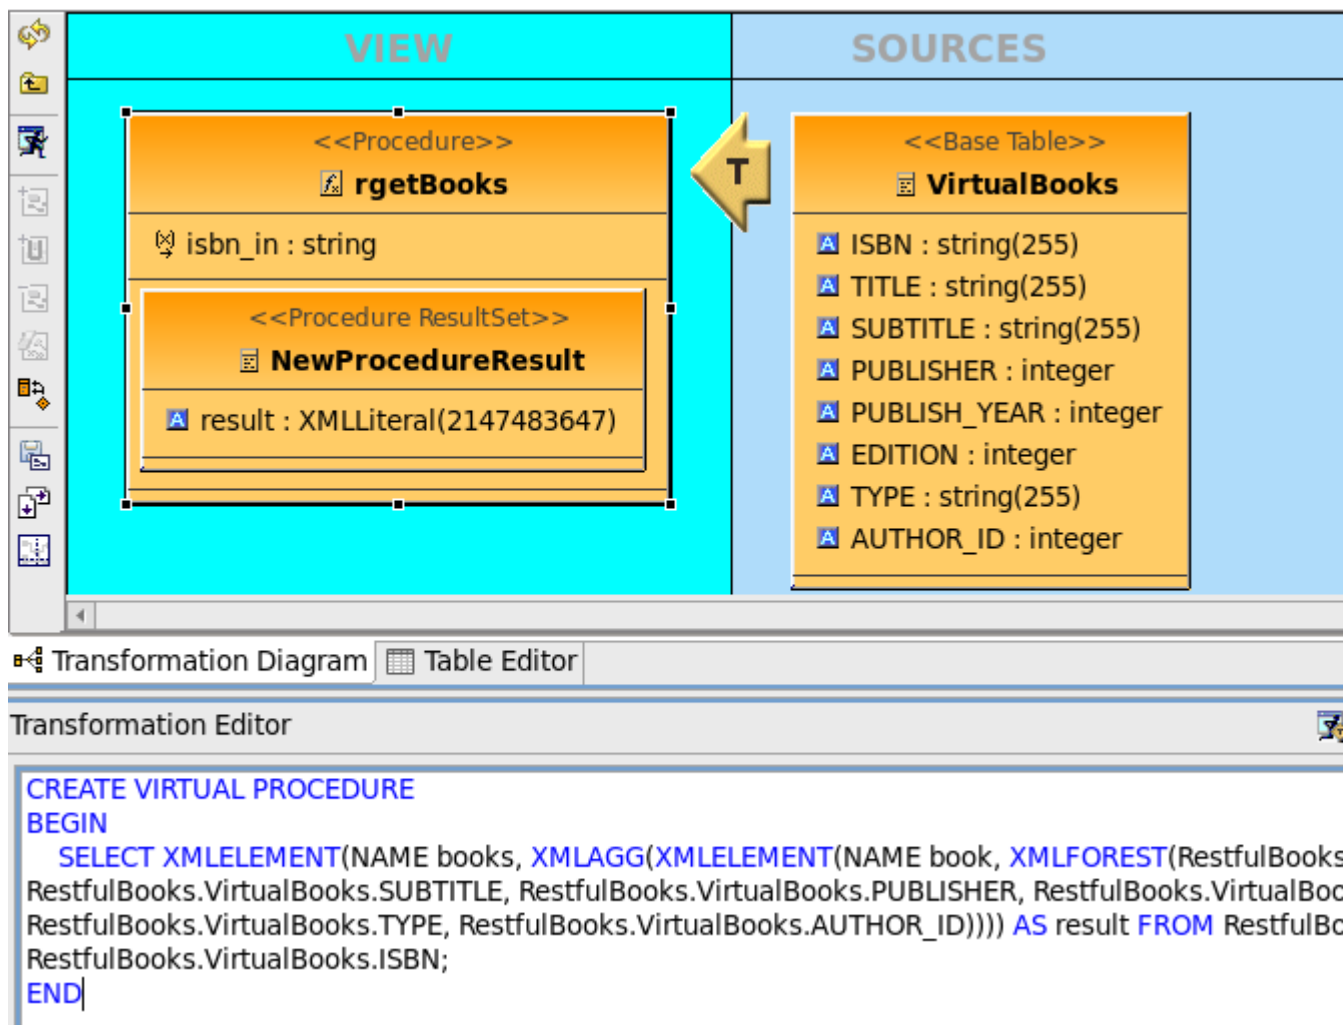 VIEW
SOURCES
<<Procedure>>
rgetBooks
isbn_in : string
<<Procedure ResultSet>>
NewProcedureResult
result : XMLLiteral(2147483647)
T
<<Base Table>>
VirtualBooks
ISBN : string(255)
TITLE : string(255)
SUBTITLE : string(255)
PUBLISHER : integer
PUBLISH_YEAR : integer
EDITION : integer
TYPE : string(255)
AUTHOR_ID : integer
Transformation Diagram
Table Editor
Transformation Editor
CREATE VIRTUAL PROCEDURE
BEGIN
SELECT XMLELEMENT(NAME books, XMLAGG(XMLELEMENT(NAME book, XMLFOREST(RestfulBooks
RestfulBooks.VirtualBooks.SUBTITLE, RestfulBooks.VirtualBooks.PUBLISHER, RestfulBooks.VirtualBoo
RestfulBooks.VirtualBooks.TYPE, RestfulBooks.VirtualBooks.AUTHOR_ID)))) AS result FROM RestfulBo
RestfulBooks.VirtualBooks.ISBN;
END